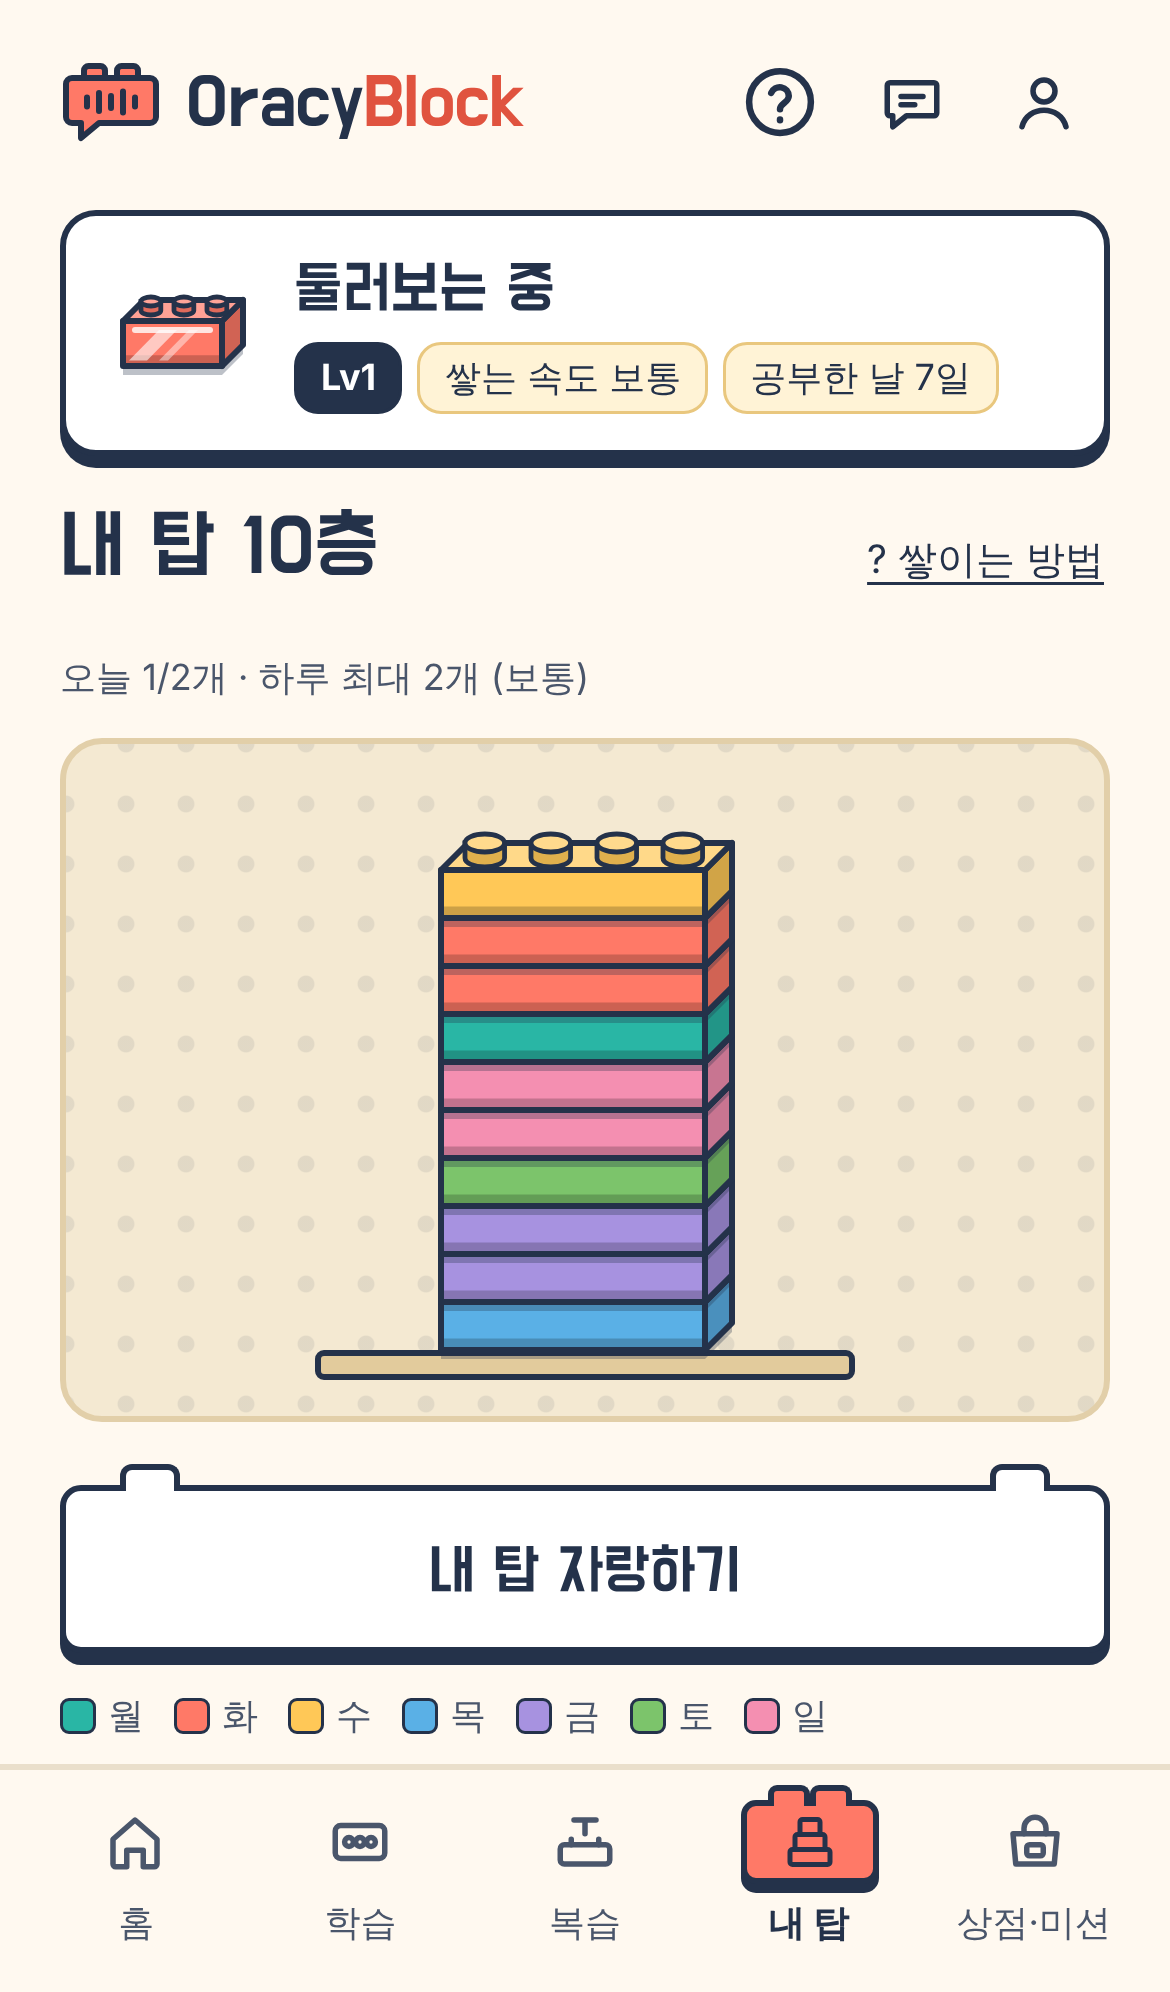 OracyBlock
둘러보는 중
Lv1 쌓는 속도 보통 공부한 날 7일
내 탑 10층
? 쌓이는 방법
오늘 1/2개 · 하루 최대 2개 (보통)
내 탑 자랑하기
월 화 수 목 금 토 일
홈 학습 복습 내 탑 상점·미션